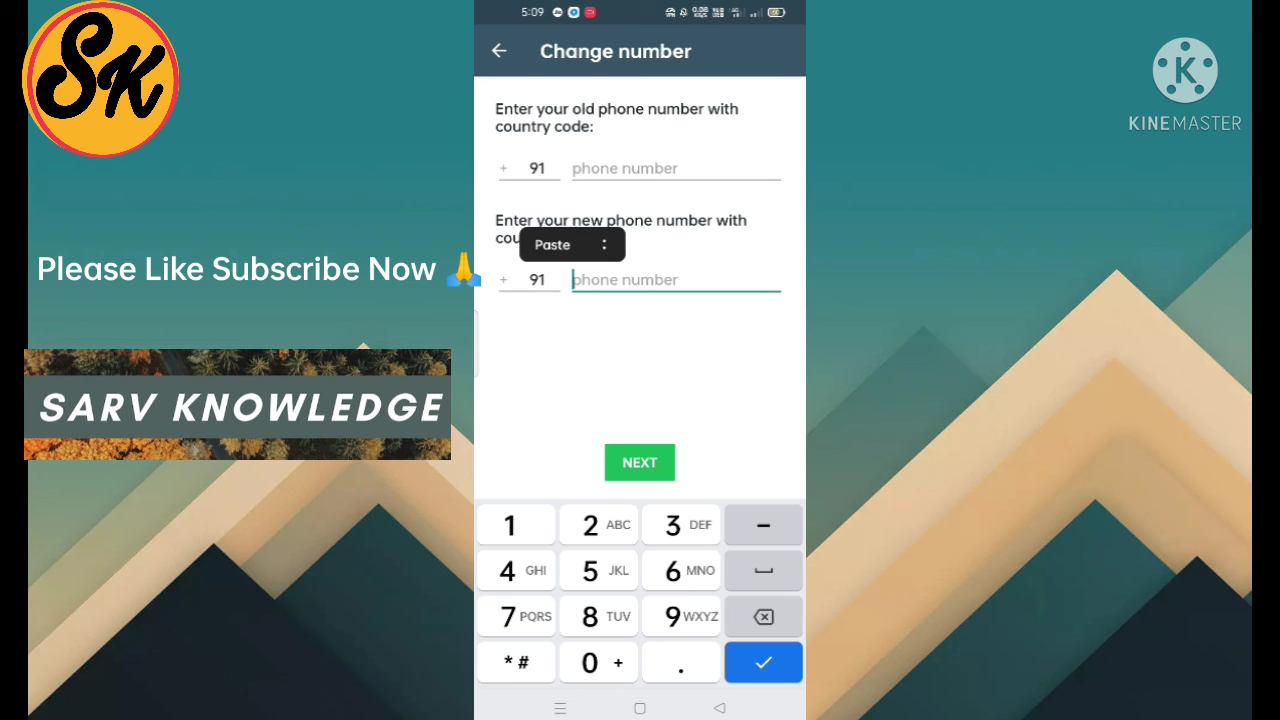 SK
5:09
Change number
K
KINEMASTER
Enter your old phone number with
country code:
+ 91 phone number
Enter your new phone number with
cou
Paste
Please Like Subscribe Now 🙏
+ 91 phone number
SARV KNOWLEDGE
NEXT
1 2 ABC 3 DEF –
4 GHI 5 JKL 6 MNO
7 PQRS 8 TUV 9 WXYZ
* # 0 + .